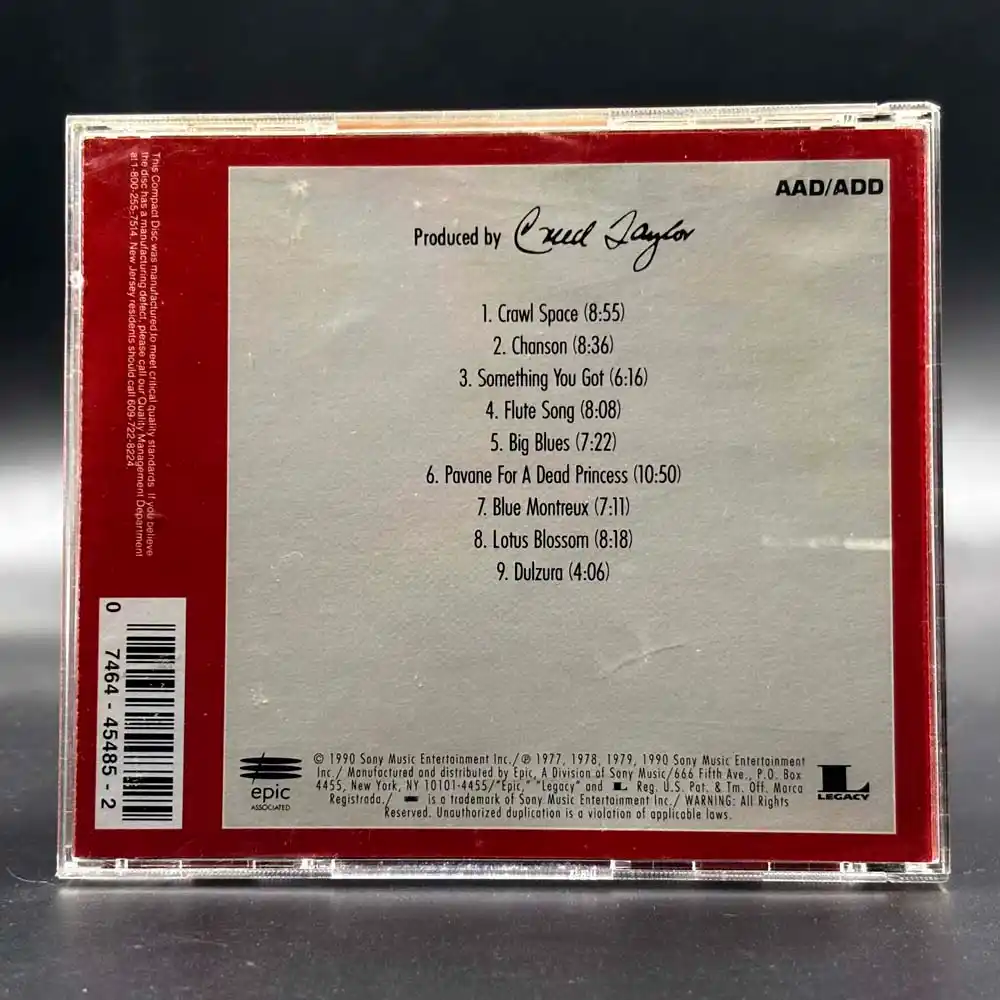 AAD/ADD
Produced by Creed Taylor
1. Crawl Space (8:55)
2. Chanson (8:36)
3. Something You Got (6:16)
4. Flute Song (8:08)
5. Big Blues (7:22)
6. Pavane For A Dead Princess (10:50)
7. Blue Montreux (7:11)
8. Lotus Blossom (8:18)
9. Dulzura (4:06)
This Compact Disc was manufactured to meet critical quality standards. If you believe
the disc has a manufacturing defect, please call our Quality Management Department
at 1-800-255-7514. New Jersey residents should call 609-722-8224.
0 7464-45485-2
epic
ASSOCIATED
© 1990 Sony Music Entertainment Inc./℗ 1977, 1978, 1979, 1990 Sony Music Entertainment
Inc./ Manufactured and distributed by Epic, A Division of Sony Music/666 Fifth Ave., P.O. Box
4455, New York, NY 10101-4455/"Epic," "Legacy" and L Reg. U.S. Pat. & Tm. Off. Marca
Registrada./ is a trademark of Sony Music Entertainment Inc./ WARNING: All Rights
Reserved. Unauthorized duplication is a violation of applicable laws.
L
LEGACY